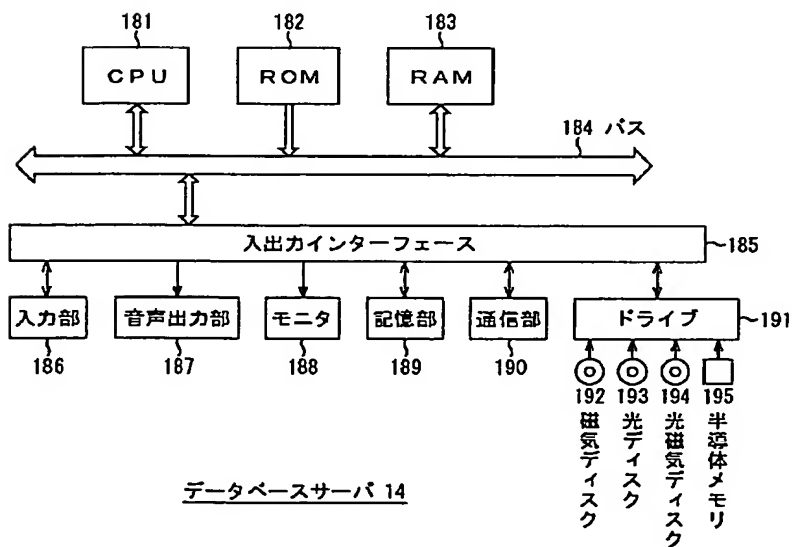 181
182
183
CPU
ROM
RAM
184 バス
入出力インターフェース
185
入力部
音声出力部
モニタ
記憶部
通信部
ドライブ
191
186
187
188
189
190
192
193
194
195
磁気ディスク
光ディスク
光磁気ディスク
半導体メモリ
データベースサーバ 14